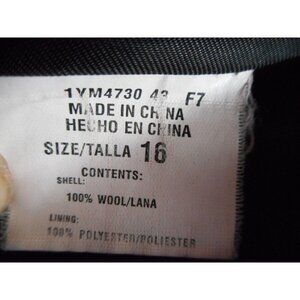 1YM4730 43 F7
MADE IN CHINA
HECHO EN CHINA
SIZE/TALLA 16
CONTENTS:
SHELL:
100% WOOL/LANA
LINING:
100% POLYESTER/POLIESTER